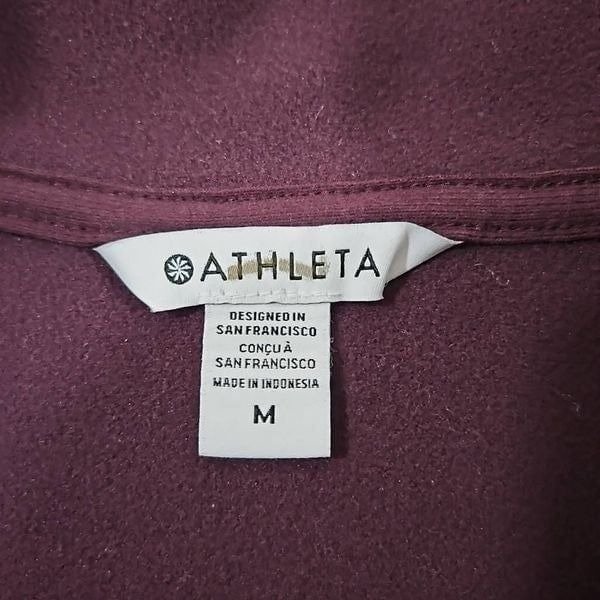 ATHLETA
DESIGNED IN
SAN FRANCISCO
CONÇU À
SAN FRANCISCO
MADE IN INDONESIA
M